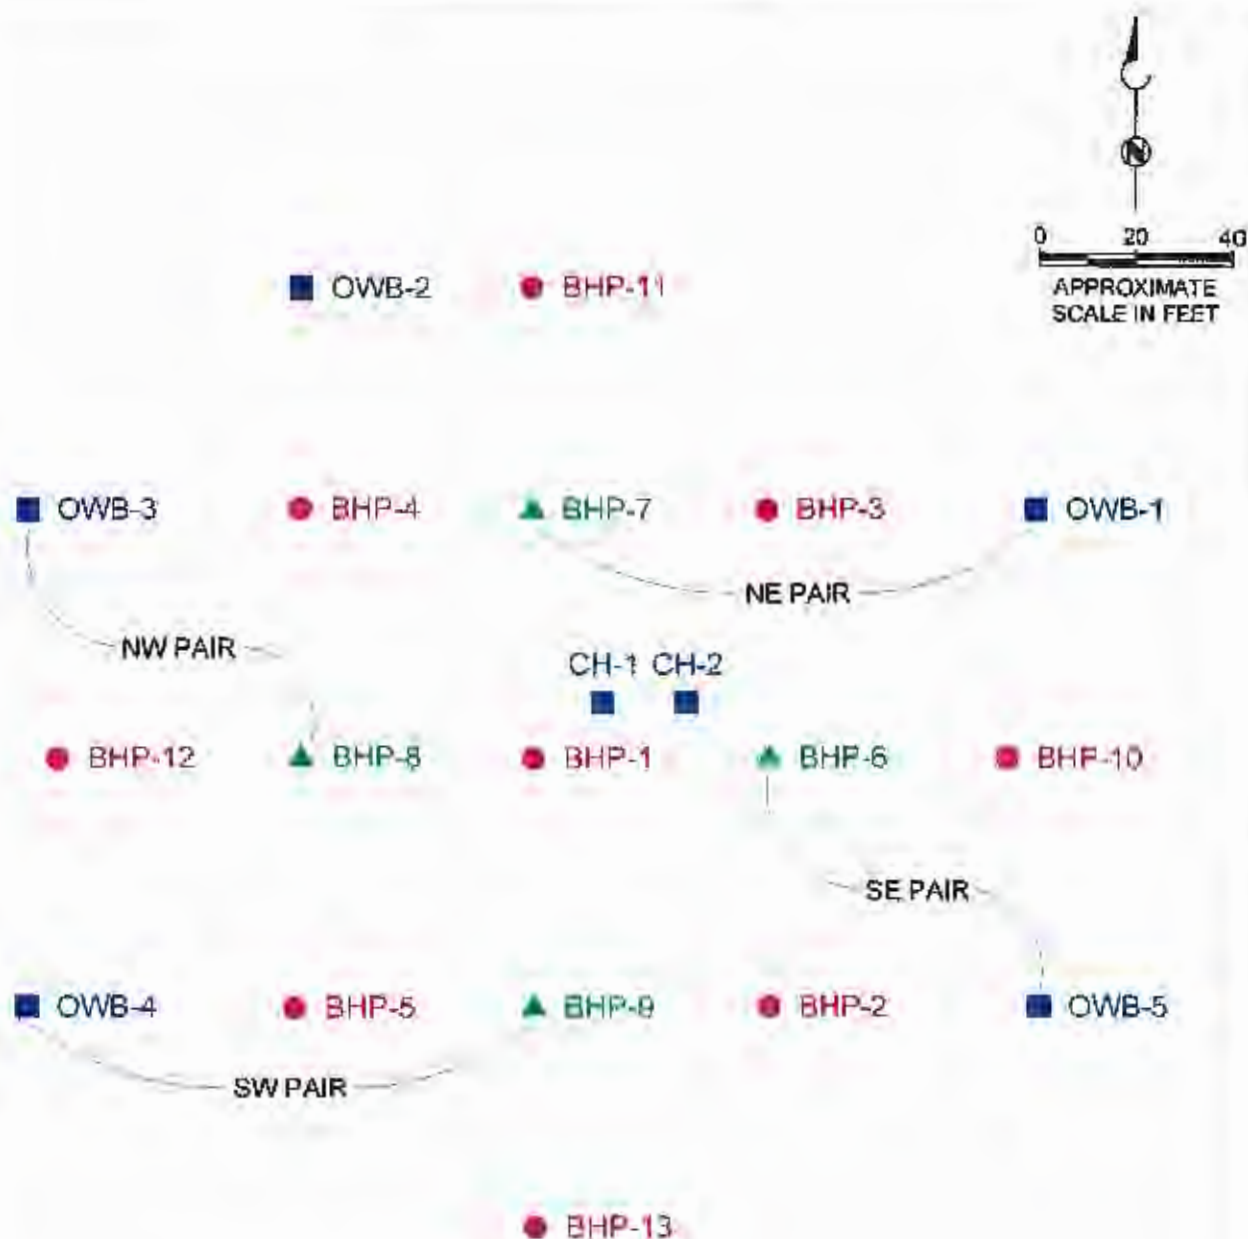 N
0 20 40
APPROXIMATE
SCALE IN FEET
OWB-2 BHP-11
OWB-3 BHP-4 BHP-7 BHP-3 OWB-1
NE PAIR
NW PAIR
CH-1 CH-2
BHP-12 BHP-8 BHP-1 BHP-6 BHP-10
SE PAIR
OWB-4 BHP-5 BHP-9 BHP-2 OWB-5
SW PAIR
BHP-13